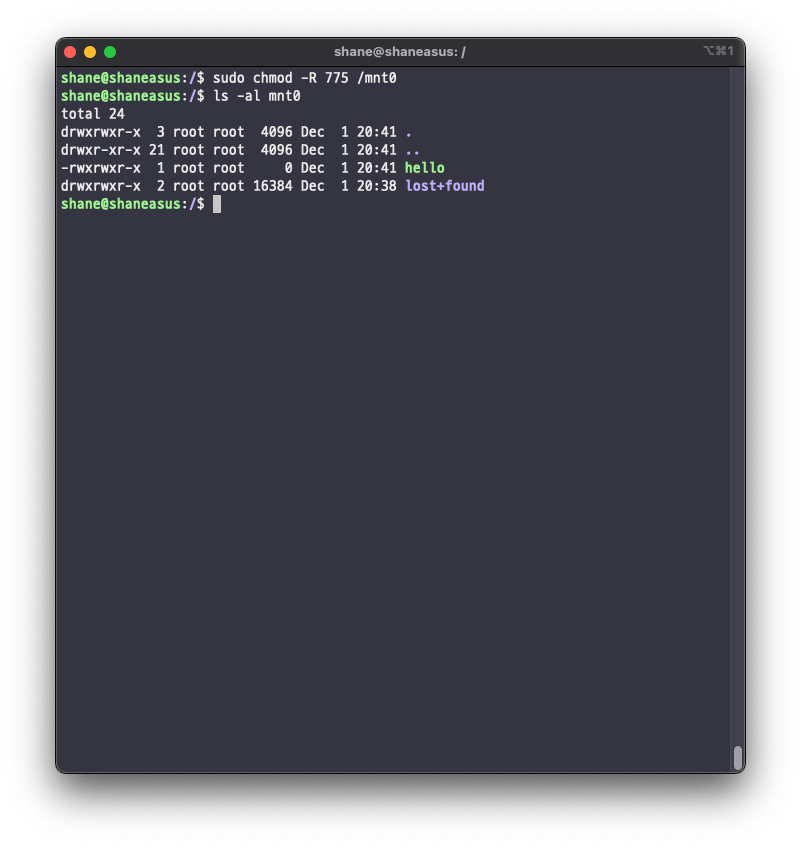 shane@shaneasus: /
⌥⌘1
shane@shaneasus:/$ sudo chmod -R 775 /mnt0
shane@shaneasus:/$ ls -al mnt0
total 24
drwxrwxr-x  3 root root  4096 Dec  1 20:41 .
drwxr-xr-x 21 root root  4096 Dec  1 20:41 ..
-rwxrwxr-x  1 root root     0 Dec  1 20:41 hello
drwxrwxr-x  2 root root 16384 Dec  1 20:38 lost+found
shane@shaneasus:/$